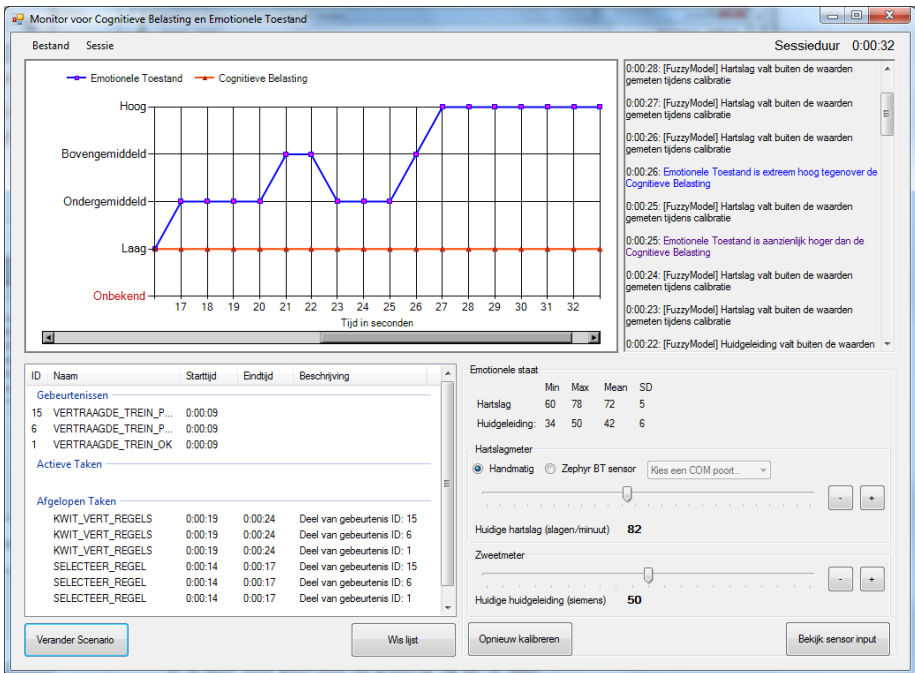 Monitor voor Cognitieve Belasting en Emotionele Toestand
Bestand Sessie
Sessieduur 0:00:32
Emotionele Toestand Cognitieve Belasting
Hoog
Bovengemiddeld
Ondergemiddeld
Laag
Onbekend
17 18 19 20 21 22 23 24 25 26 27 28 29 30 31 32
Tijd in seconden
0:00:28: [FuzzyModel] Hartslag valt buiten de waarden
gemeten tijdens calibratie
0:00:27: [FuzzyModel] Hartslag valt buiten de waarden
gemeten tijdens calibratie
0:00:26: [FuzzyModel] Hartslag valt buiten de waarden
gemeten tijdens calibratie
0:00:26: Emotionele Toestand is extreem hoog tegenover de
Cognitieve Belasting
0:00:25: [FuzzyModel] Hartslag valt buiten de waarden
gemeten tijdens calibratie
0:00:25: Emotionele Toestand is aanzienlijk hoger dan de
Cognitieve Belasting
0:00:24: [FuzzyModel] Hartslag valt buiten de waarden
gemeten tijdens calibratie
0:00:23: [FuzzyModel] Hartslag valt buiten de waarden
gemeten tijdens calibratie
0:00:22: [FuzzyModel] Huidgeleiding valt buiten de waarden
ID Naam Starttijd Eindtijd Beschrijving
Gebeurtenissen
15 VERTRAAGDE_TREIN_P... 0:00:09
6 VERTRAAGDE_TREIN_P... 0:00:09
1 VERTRAAGDE_TREIN_OK 0:00:09
Actieve Taken
Afgelopen Taken
KWIT_VERT_REGELS 0:00:19 0:00:24 Deel van gebeurtenis ID: 15
KWIT_VERT_REGELS 0:00:19 0:00:24 Deel van gebeurtenis ID: 6
KWIT_VERT_REGELS 0:00:19 0:00:24 Deel van gebeurtenis ID: 1
SELECTEER_REGEL 0:00:14 0:00:17 Deel van gebeurtenis ID: 15
SELECTEER_REGEL 0:00:14 0:00:17 Deel van gebeurtenis ID: 6
SELECTEER_REGEL 0:00:14 0:00:17 Deel van gebeurtenis ID: 1
Verander Scenario
Wis lijst
Emotionele staat
Min Max Mean SD
Hartslag 60 78 72 5
Huidgeleiding: 34 50 42 6
Hartslagmeter
Handmatig Zephyr BT sensor Kies een COM poort...
- +
Huidige hartslag (slagen/minuut) 82
Zweetmeter
- +
Huidige huidgeleiding (siemens) 50
Opnieuw kalibreren
Bekijk sensor input